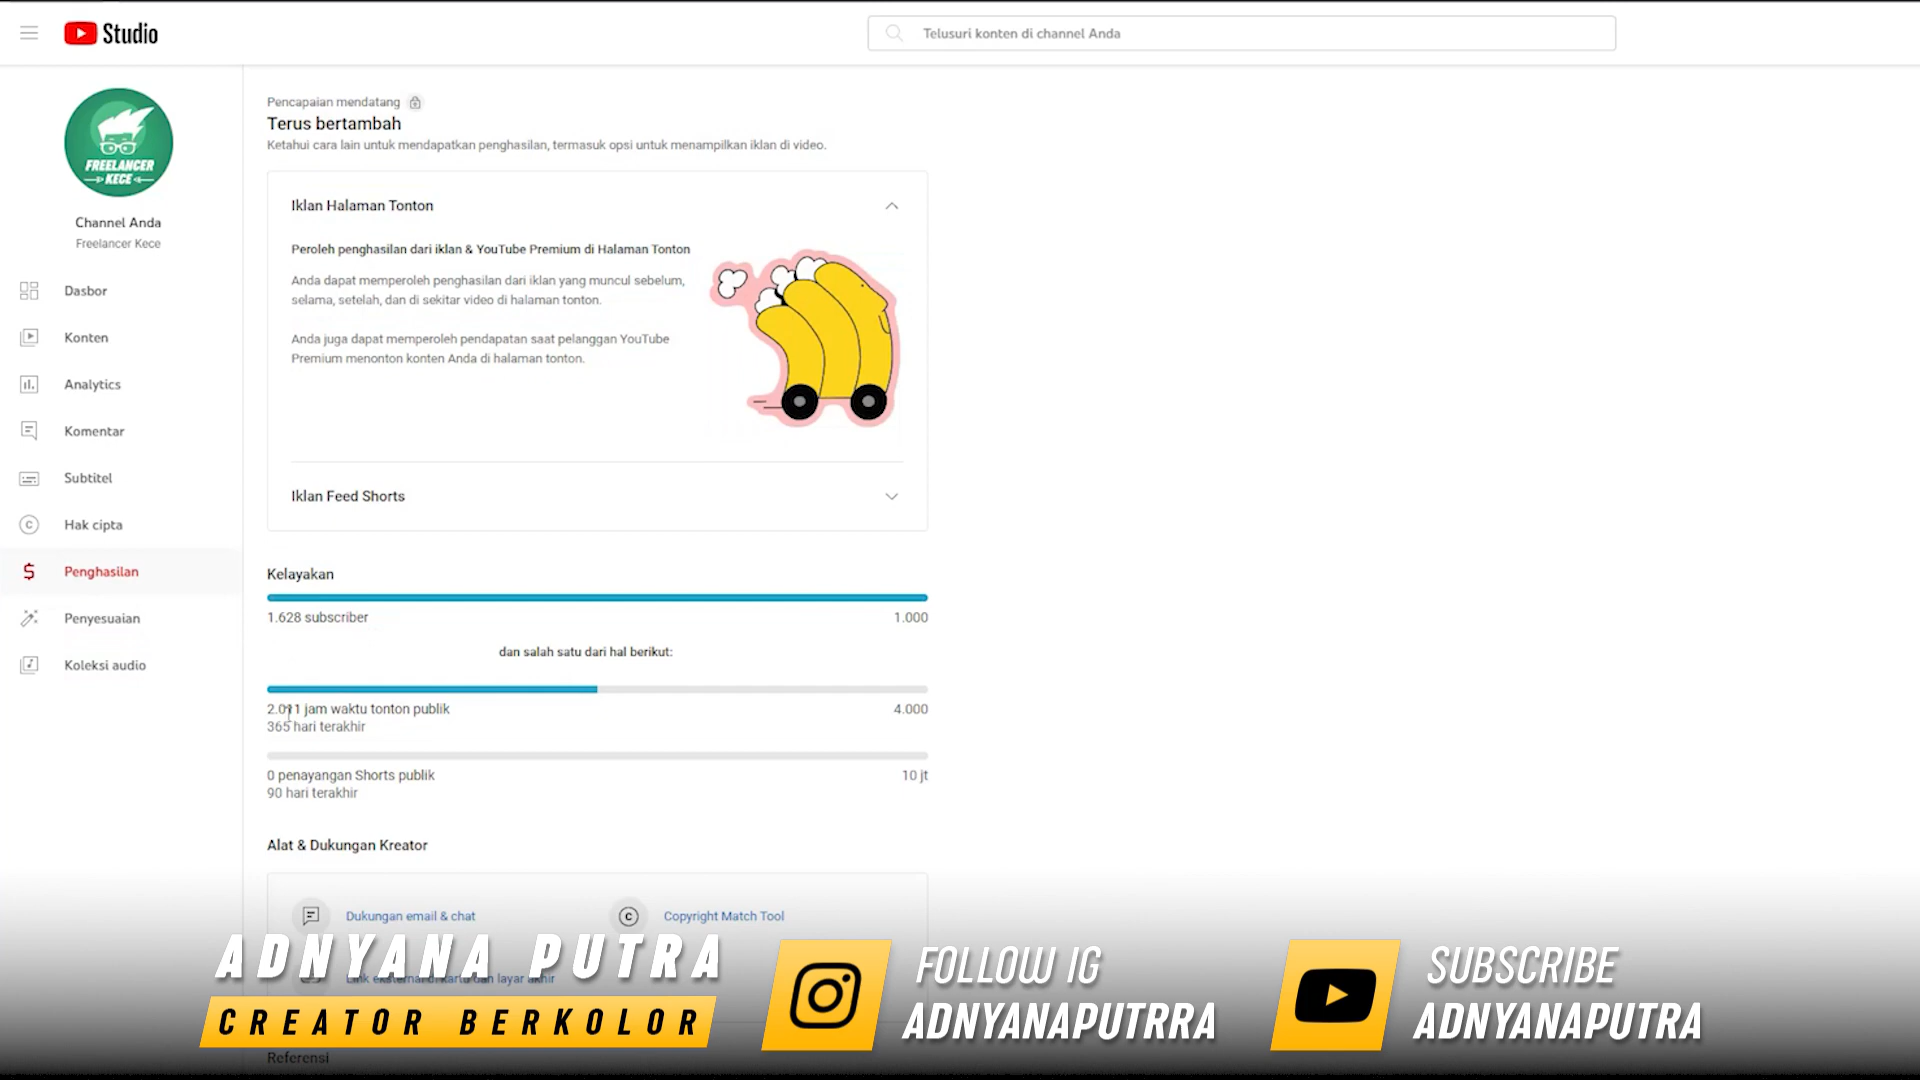 Studio
Telusuri konten di channel Anda
FREELANCER
KECE
Channel Anda
Freelancer Kece
Dasbor
Konten
Analytics
Komentar
Subtitel
Hak cipta
Penghasilan
Penyesuaian
Koleksi audio
Pencapaian mendatang
Terus bertambah
Ketahui cara lain untuk mendapatkan penghasilan, termasuk opsi untuk menampilkan iklan di video.
Iklan Halaman Tonton
Peroleh penghasilan dari iklan & YouTube Premium di Halaman Tonton
Anda dapat memperoleh penghasilan dari iklan yang muncul sebelum,
selama, setelah, dan di sekitar video di halaman tonton.
Anda juga dapat memperoleh pendapatan saat pelanggan YouTube
Premium menonton konten Anda di halaman tonton.
Iklan Feed Shorts
Kelayakan
1.628 subscriber 1.000
dan salah satu dari hal berikut:
jam waktu tonton publik 4.000
365 hari terakhir
0 penayangan Shorts publik 10 jt
90 hari terakhir
Alat & Dukungan Kreator
Dukungan email & chat
Copyright Match Tool
Link eksternal di kartu dan layar akhir
Referensi
ADNYANA PUTRA
CREATOR BERKOLOR
FOLLOW IG
ADNYANAPUTRRA
SUBSCRIBE
ADNYANAPUTRA